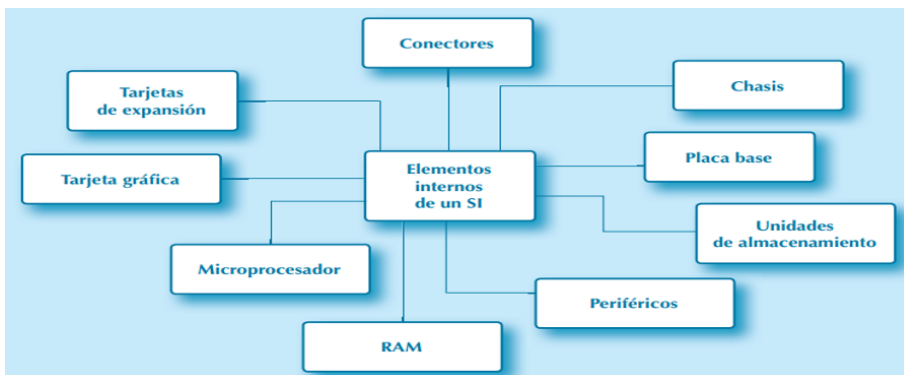 Conectores
Tarjetas
de expansión
Chasis
Placa base
Elementos
internos
de un SI
Tarjeta gráfica
Unidades
de almacenamiento
Microprocesador
Periféricos
RAM